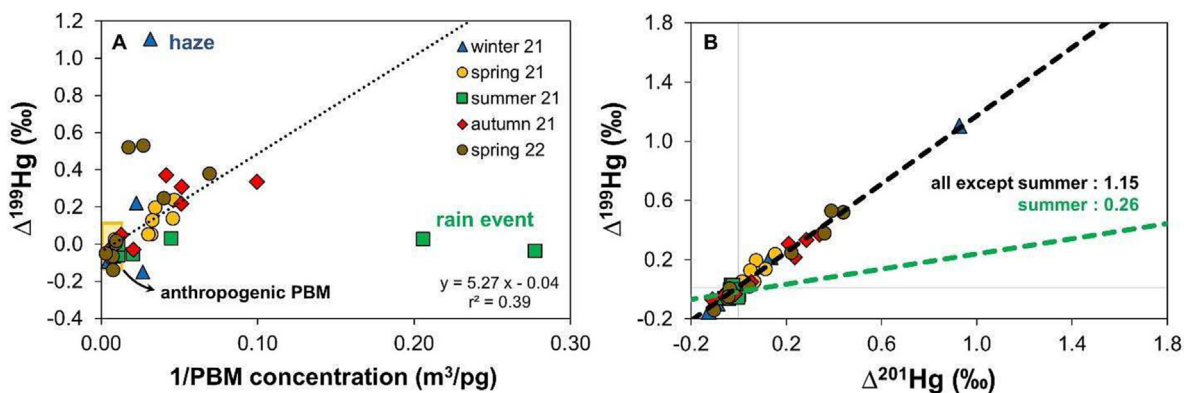 A
haze
winter 21
spring 21
summer 21
autumn 21
spring 22
rain event
anthropogenic PBM
y = 5.27 x - 0.04
r² = 0.39
Δ¹⁹⁹Hg (‰)
1.2
1.0
0.8
0.6
0.4
0.2
0.0
-0.2
-0.4
0.00 0.10 0.20 0.30
1/PBM concentration (m³/pg)
B
all except summer : 1.15
summer : 0.26
Δ¹⁹⁹Hg (‰)
1.8
1.4
1.0
0.6
0.2
-0.2
-0.2 0.2 0.6 1.0 1.4 1.8
Δ²⁰¹Hg (‰)